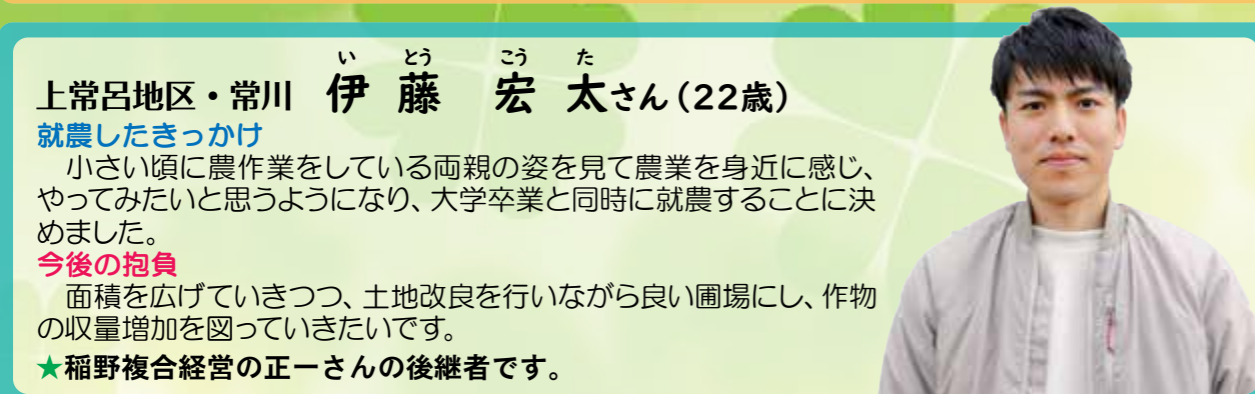 い とう こう た
上常呂地区・常川 伊藤 宏太さん(22歳)
就農したきっかけ
　小さい頃に農作業をしている両親の姿を見て農業を身近に感じ、
やってみたいと思うようになり、大学卒業と同時に就農することに決
めました。
今後の抱負
　面積を広げていきつつ、土地改良を行いながら良い圃場にし、作物
の収量増加を図っていきたいです。
★稲野複合経営の正一さんの後継者です。